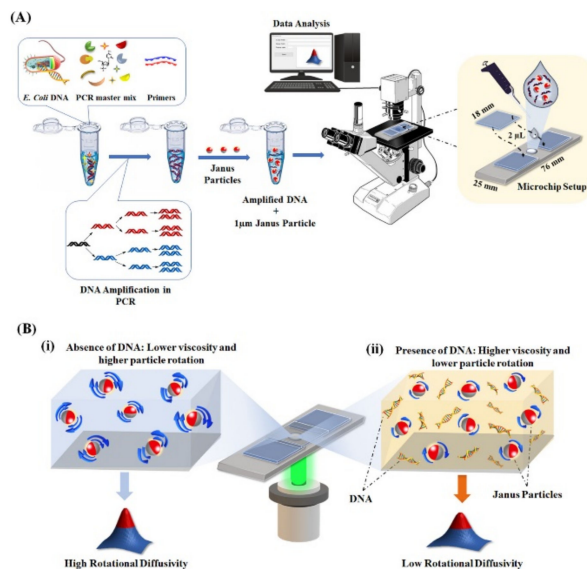 (A)
Data Analysis
E. Coli DNA
PCR master mix
Primers
18 mm
2 µL
76 mm
25 mm
Microchip Setup
Janus
Particles
Amplified DNA
+
1µm Janus Particle
DNA Amplification in
PCR
(B)
(i)
Absence of DNA: Lower viscosity and
higher particle rotation
(ii)
Presence of DNA: Higher viscosity and
lower particle rotation
DNA
Janus Particles
High Rotational Diffusivity
Low Rotational Diffusivity